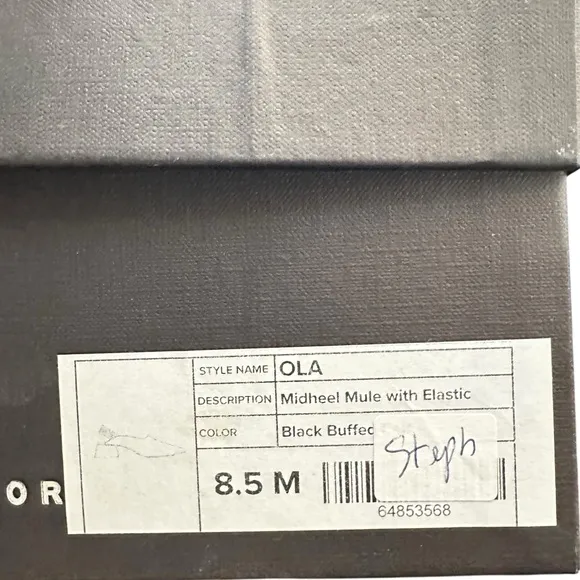 STYLE NAME OLA
DESCRIPTION Midheel Mule with Elastic
COLOR Black Buffed
Steph
8.5 M
64853568
OR